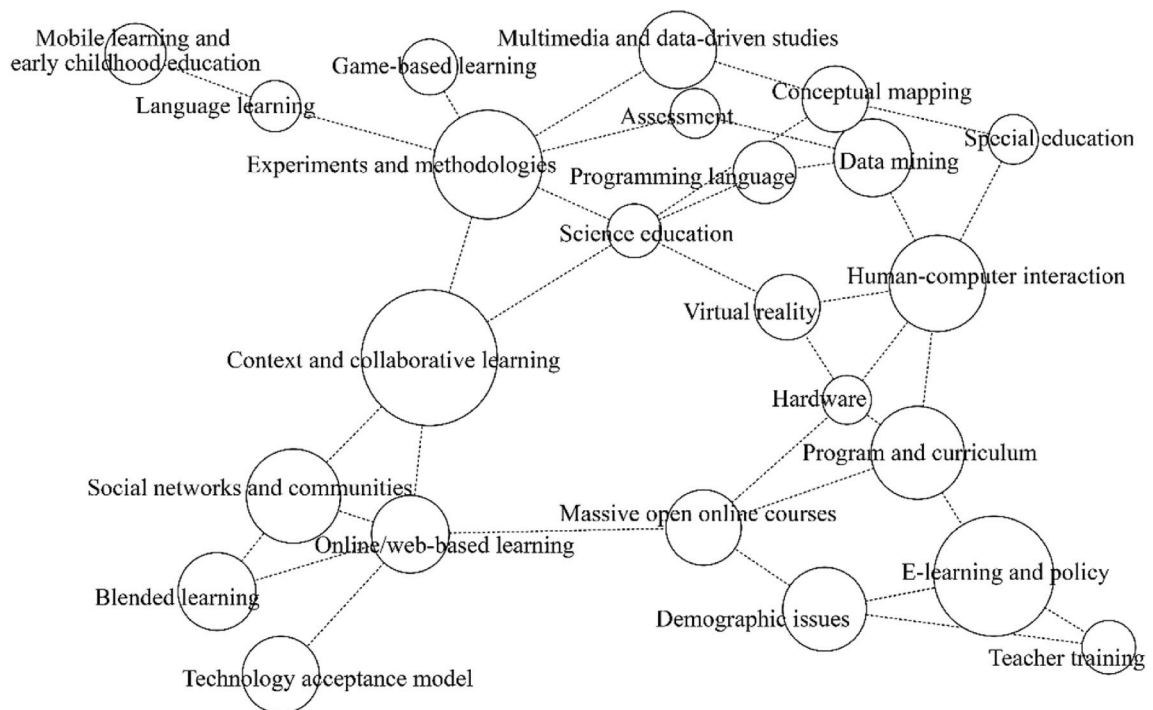 Mobile learning and
early childhood education
Game-based learning
Multimedia and data-driven studies
Language learning
Assessment
Conceptual mapping
Special education
Experiments and methodologies
Programming language
Data mining
Science education
Human-computer interaction
Virtual reality
Context and collaborative learning
Hardware
Program and curriculum
Social networks and communities
Massive open online courses
Online/web-based learning
E-learning and policy
Blended learning
Demographic issues
Teacher training
Technology acceptance model